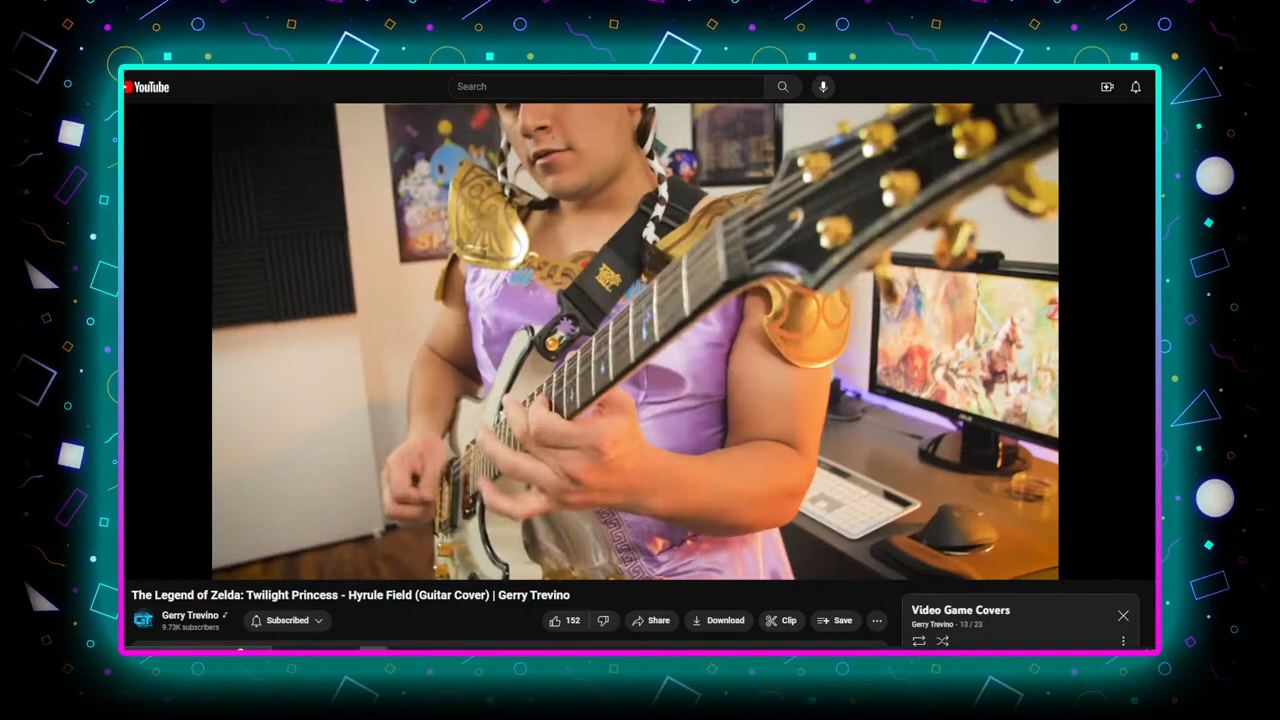 YouTube
Search
The Legend of Zelda: Twilight Princess - Hyrule Field (Guitar Cover) | Gerry Trevino
Gerry Trevino
9.73K subscribers
Subscribed
152
Share
Download
Clip
Save
Video Game Covers
Gerry Trevino - 13 / 23